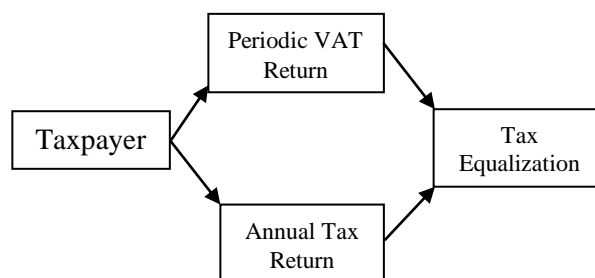 Periodic VAT
Return
Taxpayer
Tax
Equalization
Annual Tax
Return